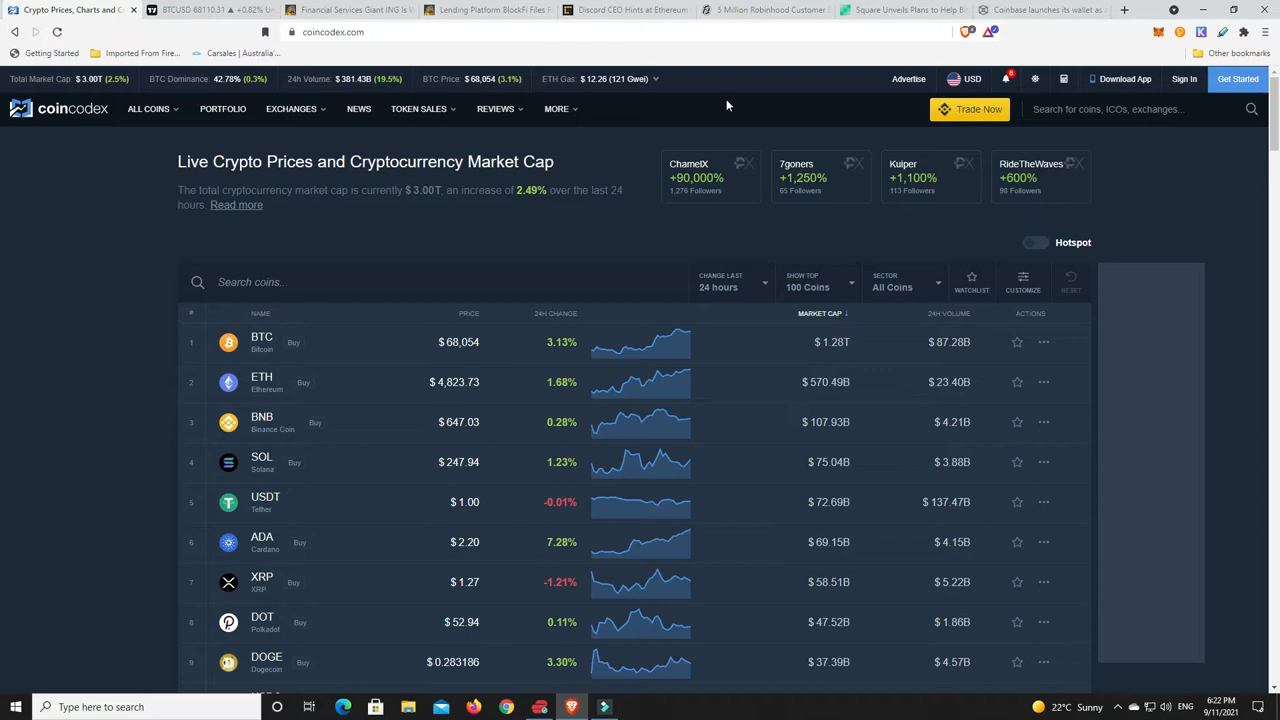 Crypto Prices, Charts and Cr
BTCUSD 68110.31 ▲ +0.82% Un
Financial Services Giant ING Is W
Lending Platform BlockFi Files F
Discord CEO Hints at Ethereum
5 Million Robinhood Customer
Square Unveils Plans to Help Bi
Coinbase launches its wallet as
coincodex.com
Getting Started
Imported From Fire...
Carsales | Australia'...
Other bookmarks
Total Market Cap: $ 3.00T (2.5%)
BTC Dominance: 42.78% (0.3%)
24h Volume: $ 381.43B (19.5%)
BTC Price: $ 68,054 (3.1%)
ETH Gas: $ 12.26 (121 Gwei)
Advertise
USD
6
Download App
Sign In
Get Started
coincodex
ALL COINS
PORTFOLIO
EXCHANGES
NEWS
TOKEN SALES
REVIEWS
MORE
Trade Now
Search for coins, ICOs, exchanges...
Live Crypto Prices and Cryptocurrency Market Cap
The total cryptocurrency market cap is currently $ 3.00T, an increase of 2.49% over the last 24
hours. Read more
ChamelX
+90,000%
1,276 Followers
7goners
+1,250%
65 Followers
Kuiper
+1,100%
113 Followers
RideTheWaves
+600%
98 Followers
Hotspot
Search coins...
CHANGE LAST
24 hours
SHOW TOP
100 Coins
SECTOR
All Coins
WATCHLIST
CUSTOMIZE
RESET
# NAME PRICE 24H CHANGE MARKET CAP ↓ 24H VOLUME ACTIONS
1 BTC Bitcoin Buy $ 68,054 3.13% $ 1.28T $ 87.28B
2 ETH Ethereum Buy $ 4,823.73 1.68% $ 570.49B $ 23.40B
3 BNB Binance Coin Buy $ 647.03 0.28% $ 107.93B $ 4.21B
4 SOL Solana Buy $ 247.94 1.23% $ 75.04B $ 3.88B
5 USDT Tether $ 1.00 -0.01% $ 72.69B $ 137.47B
6 ADA Cardano Buy $ 2.20 7.28% $ 69.15B $ 4.15B
7 XRP XRP Buy $ 1.27 -1.21% $ 58.51B $ 5.22B
8 DOT Polkadot Buy $ 52.94 0.11% $ 47.52B $ 1.86B
9 DOGE Dogecoin Buy $ 0.283186 3.30% $ 37.39B $ 4.57B
Type here to search
22°C Sunny
ENG
6:22 PM
9/11/2021